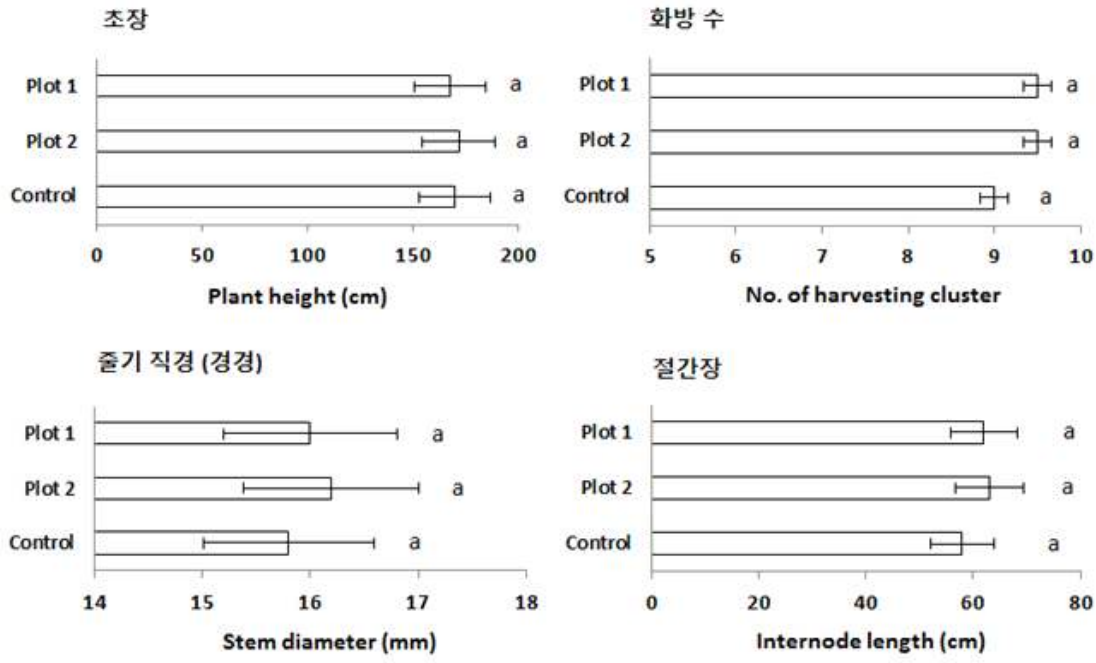 초장
Plot 1 a
Plot 2 a
Control a
0 50 100 150 200
Plant height (cm)
화방 수
Plot 1 a
Plot 2 a
Control a
5 6 7 8 9 10
No. of harvesting cluster
줄기 직경 (경경)
Plot 1 a
Plot 2 a
Control a
14 15 16 17 18
Stem diameter (mm)
절간장
Plot 1 a
Plot 2 a
Control a
0 20 40 60 80
Internode length (cm)